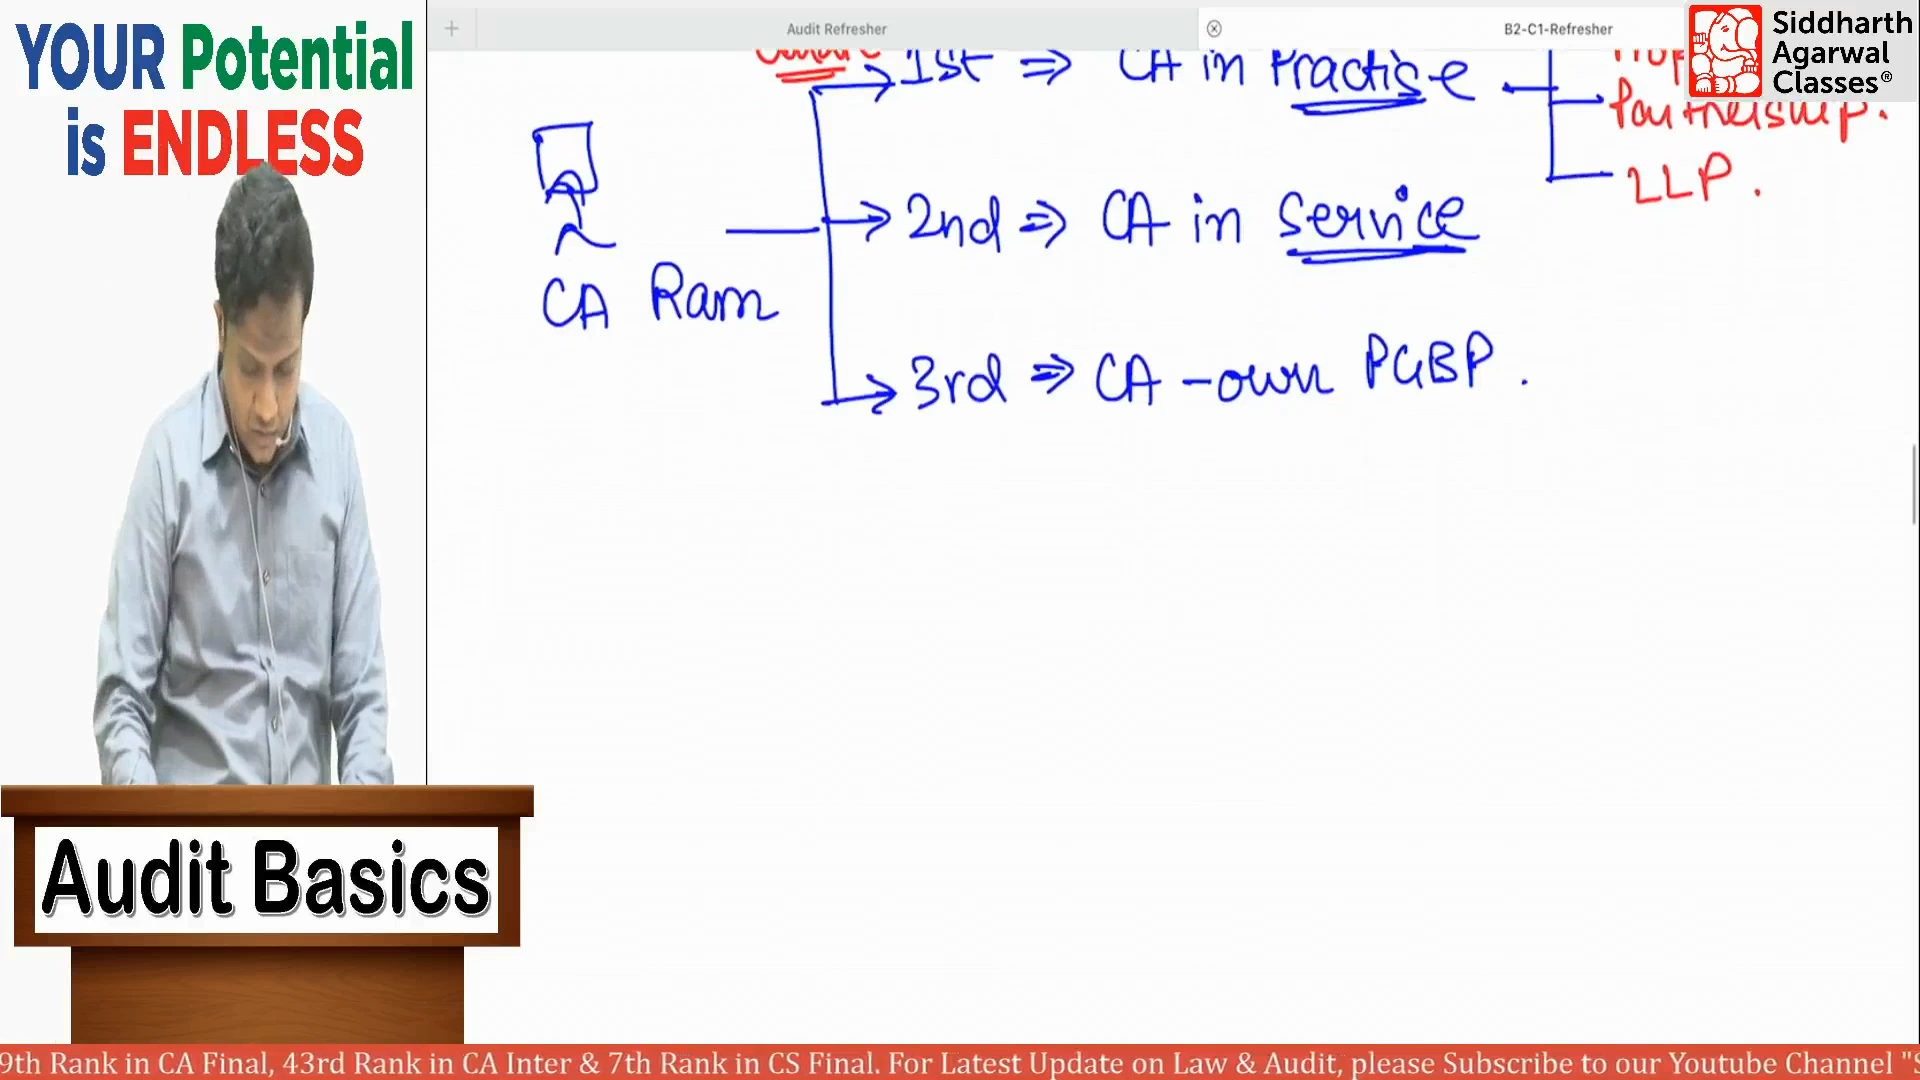 YOUR Potential
is ENDLESS
Audit Refresher
B2-C1-Refresher
Siddharth
Agarwal
Classes®
1st ⇒ CA in Practise
Partnership.
LLP.
2nd ⇒ CA in Service
CA Ram
3rd ⇒ CA - own PGBP.
Audit Basics
9th Rank in CA Final, 43rd Rank in CA Inter & 7th Rank in CS Final. For Latest Update on Law & Audit, please Subscribe to our Youtube Channel "S